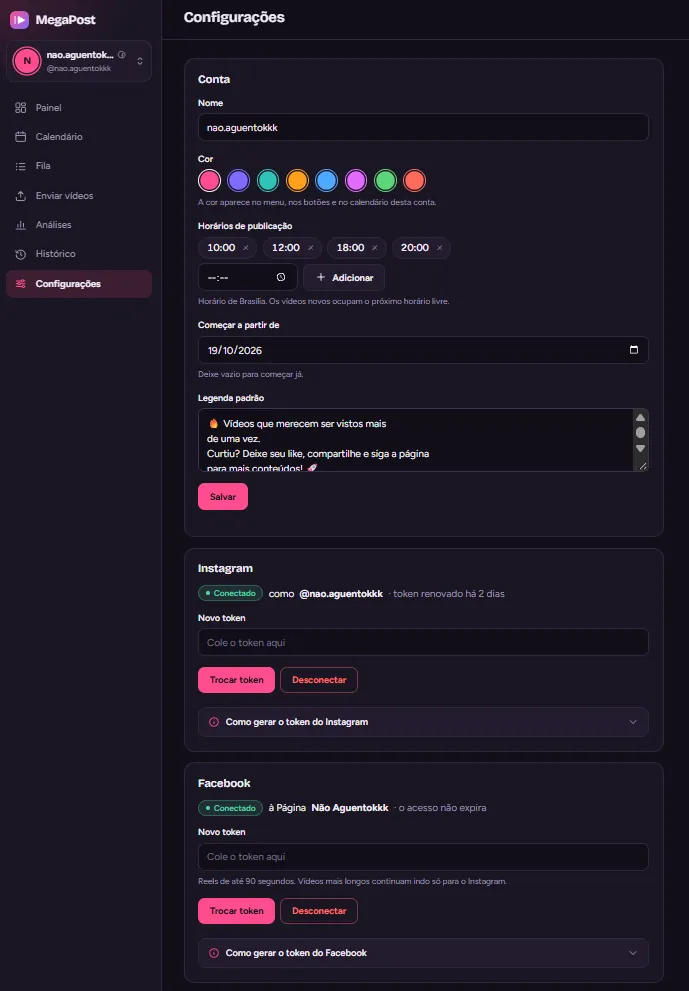 MegaPost
N
nao.aguentok...
@nao.aguentokkk
Painel
Calendário
Fila
Enviar vídeos
Análises
Histórico
Configurações
Configurações
Conta
Nome
nao.aguentokkk
Cor
A cor aparece no menu, nos botões e no calendário desta conta.
Horários de publicação
10:00 × 12:00 × 18:00 × 20:00 ×
--:-- + Adicionar
Horário de Brasília. Os vídeos novos ocupam o próximo horário livre.
Começar a partir de
19/10/2026
Deixe vazio para começar já.
Legenda padrão
🔥 Vídeos que merecem ser vistos mais
de uma vez.
Curtiu? Deixe seu like, compartilhe e siga a página
para mais conteúdos! 🚀
Salvar
Instagram
Conectado como @nao.aguentokkk · token renovado há 2 dias
Novo token
Cole o token aqui
Trocar token Desconectar
Como gerar o token do Instagram
Facebook
Conectado à Página Não Aguentokkk · o acesso não expira
Novo token
Cole o token aqui
Reels de até 90 segundos. Vídeos mais longos continuam indo só para o Instagram.
Trocar token Desconectar
Como gerar o token do Facebook